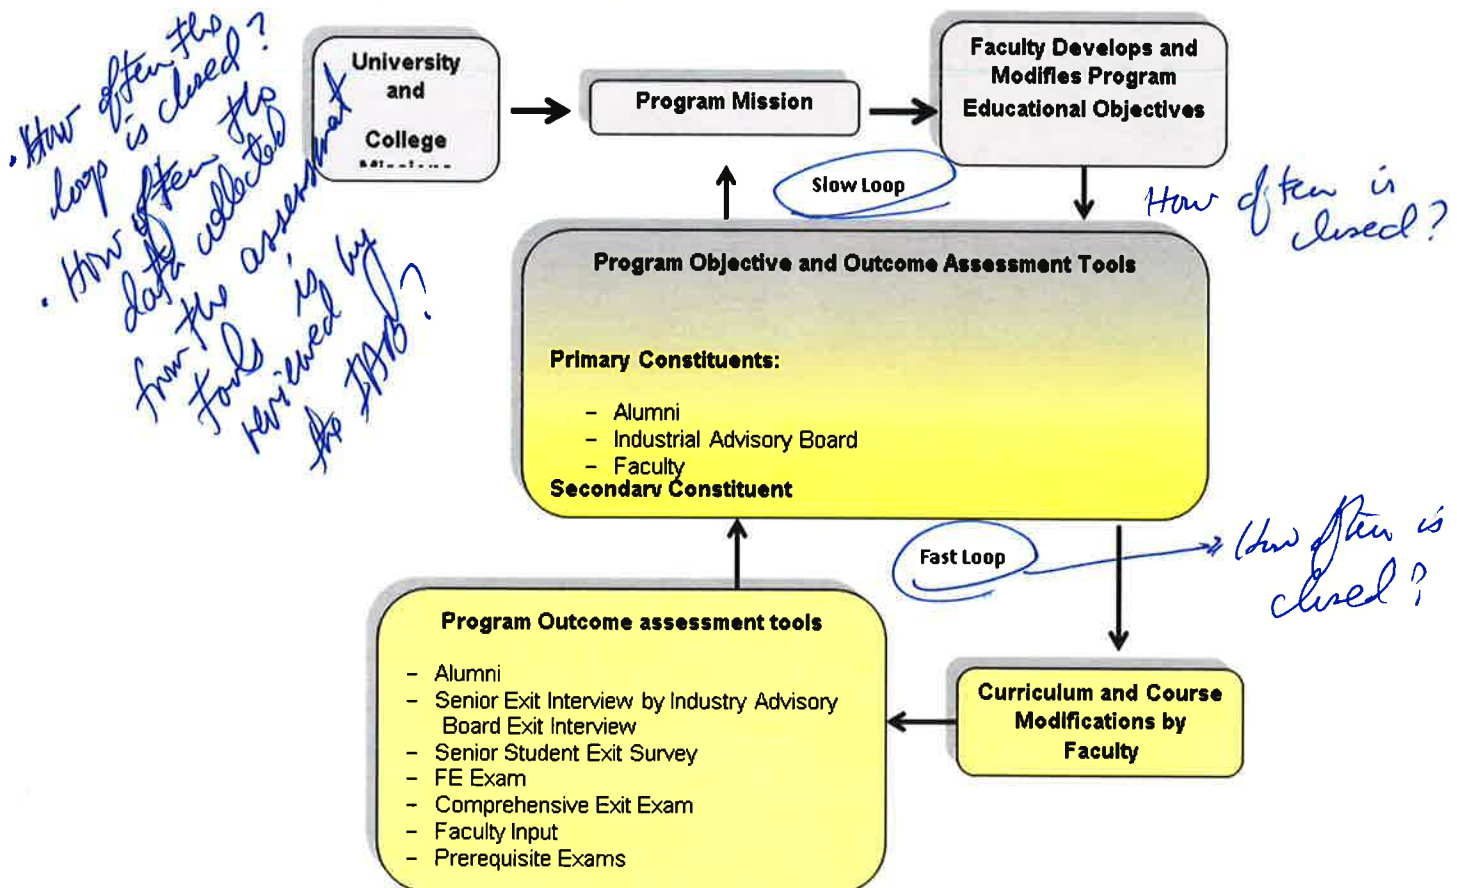 · How often the
loop is closed?
· How often the
data collected
from the assessment
tools is
reviewed by
the IAB?
University
and
College
Program Mission
Faculty Develops and
Modifies Program
Educational Objectives
Slow Loop
How often is
closed?
Program Objective and Outcome Assessment Tools
Primary Constituents:
– Alumni
– Industrial Advisory Board
– Faculty
Secondary Constituent
Fast Loop
How often is
closed?
Program Outcome assessment tools
– Alumni
– Senior Exit Interview by Industry Advisory
Board Exit Interview
– Senior Student Exit Survey
– FE Exam
– Comprehensive Exit Exam
– Faculty Input
– Prerequisite Exams
Curriculum and Course
Modifications by
Faculty